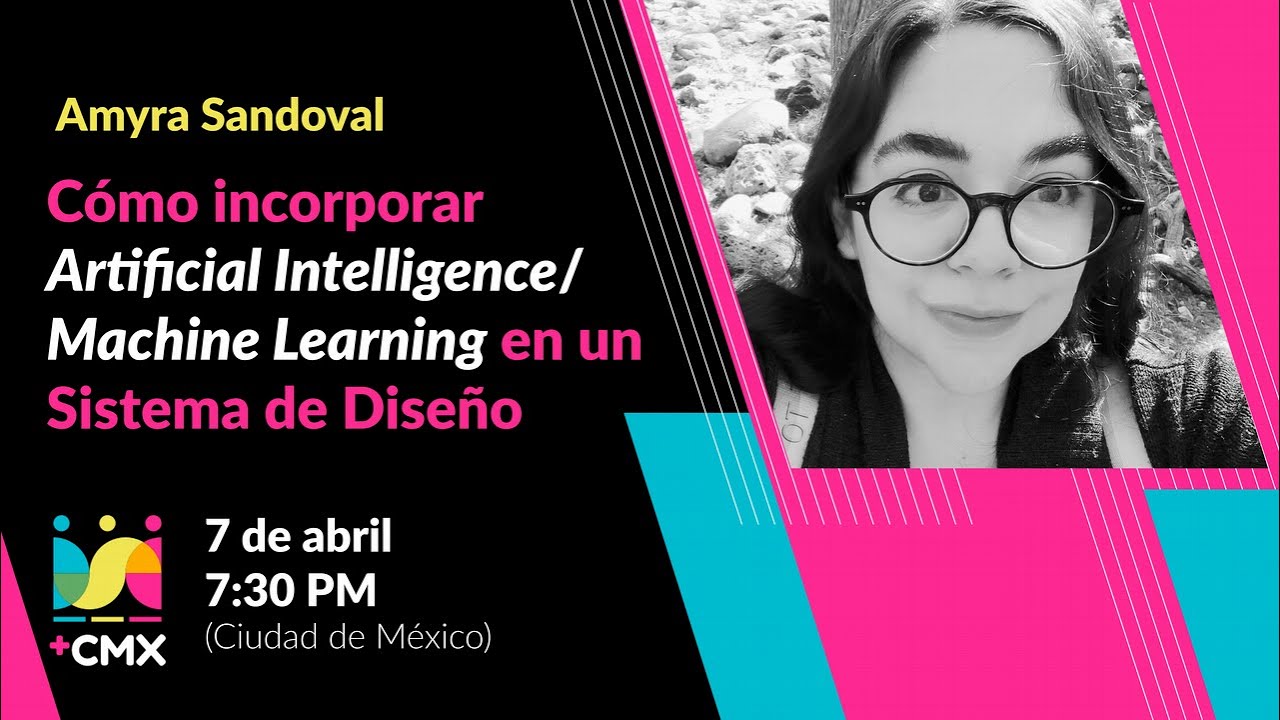 Amyra Sandoval
Cómo incorporar
Artificial Intelligence/
Machine Learning en un
Sistema de Diseño
7 de abril
7:30 PM
(Ciudad de México)
+CMX